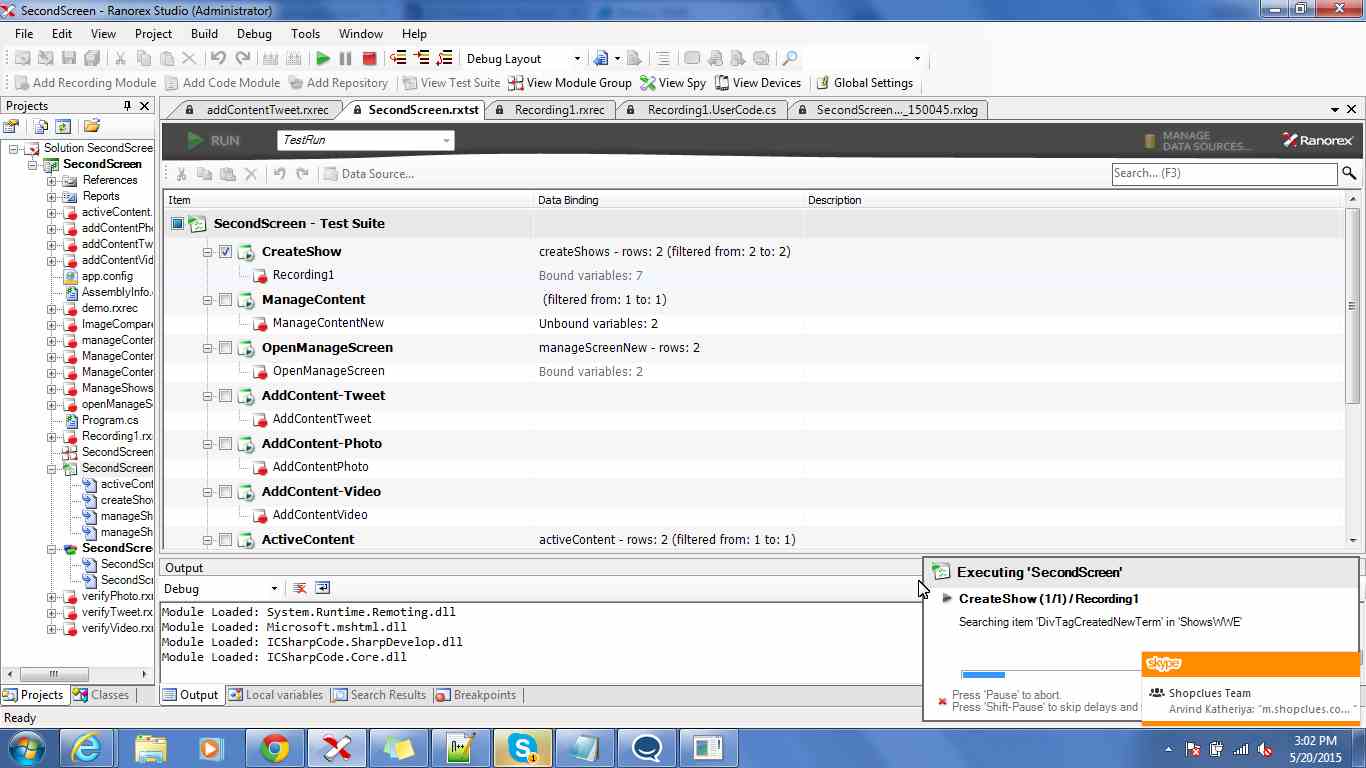 SecondScreen - Ranorex Studio (Administrator)
File Edit View Project Build Debug Tools Window Help
Debug Layout
Add Recording Module Add Code Module Add Repository View Test Suite View Module Group View Spy View Devices Global Settings
Projects
addContentTweet.rxrec SecondScreen.rxtst Recording1.rxrec Recording1.UserCode.cs SecondScreen..._150045.rxlog
RUN TestRun MANAGE DATA SOURCES... Ranorex
Data Source... Search... (F3)
Item Data Binding Description
SecondScreen - Test Suite
CreateShow createShows - rows: 2 (filtered from: 2 to: 2)
Recording1 Bound variables: 7
ManageContent (filtered from: 1 to: 1)
ManageContentNew Unbound variables: 2
OpenManageScreen manageScreenNew - rows: 2
OpenManageScreen Bound variables: 2
AddContent-Tweet
AddContentTweet
AddContent-Photo
AddContentPhoto
AddContent-Video
AddContentVideo
ActiveContent activeContent - rows: 2 (filtered from: 1 to: 1)
Solution SecondScree
SecondScreen
References
Reports
activeContent.
addContentPh
addContentTw
addContentVid
app.config
AssemblyInfo.
demo.rxrec
ImageCompare
manageConter
ManageConter
ManageConter
ManageShows
openManageS
Program.cs
Recording1.rx
SecondScreen
SecondScreen
activeCont
createShov
manageSh
manageSh
SecondScre
SecondScr
SecondScr
verifyPhoto.rx
verifyTweet.rx
verifyVideo.rxr
Projects Classes
Output
Debug
Module Loaded: System.Runtime.Remoting.dll
Module Loaded: Microsoft.mshtml.dll
Module Loaded: ICSharpCode.SharpDevelop.dll
Module Loaded: ICSharpCode.Core.dll
Output Local variables Search Results Breakpoints
Executing 'SecondScreen'
CreateShow (1/1) / Recording1
Searching item 'DivTagCreatedNewTerm' in 'ShowsWWE'
Press 'Pause' to abort.
Press 'Shift-Pause' to skip delays and
skype
Shopclues Team
Arvind Katheriya: "m.shopclues.co... "
Ready
1
3:02 PM
5/20/2015